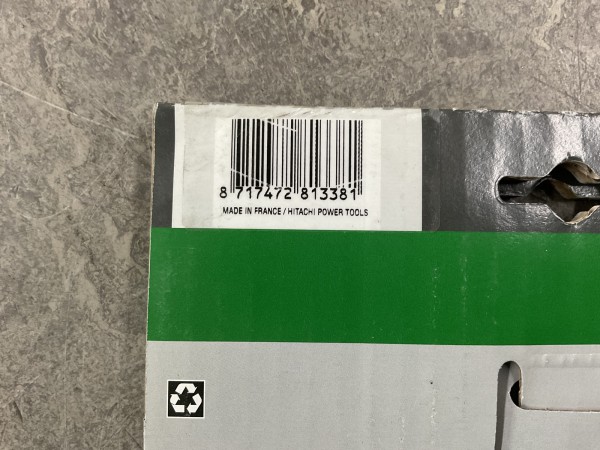 8 717472 813381
MADE IN FRANCE / HITACHI POWER TOOLS